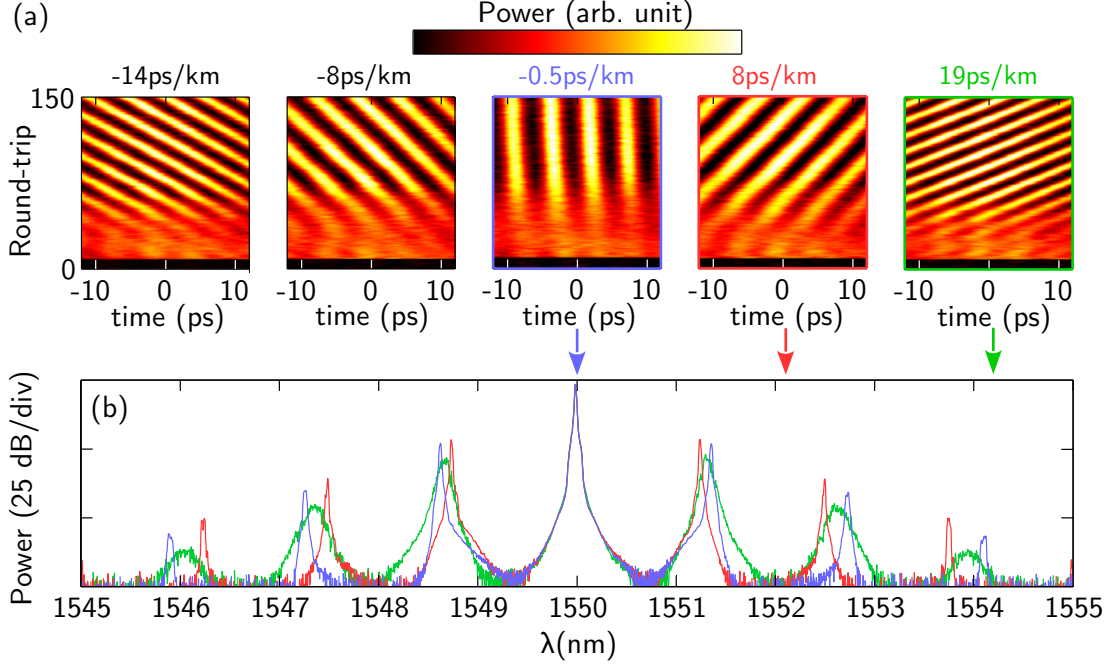 (a)
Power (arb. unit)
-14ps/km -8ps/km -0.5ps/km 8ps/km 19ps/km
150
Round-trip
0
-10 0 10 -10 0 10 -10 0 10 -10 0 10 -10 0 10
time (ps) time (ps) time (ps) time (ps) time (ps)
(b)
Power (25 dB/div)
1545 1546 1547 1548 1549 1550 1551 1552 1553 1554 1555
λ(nm)